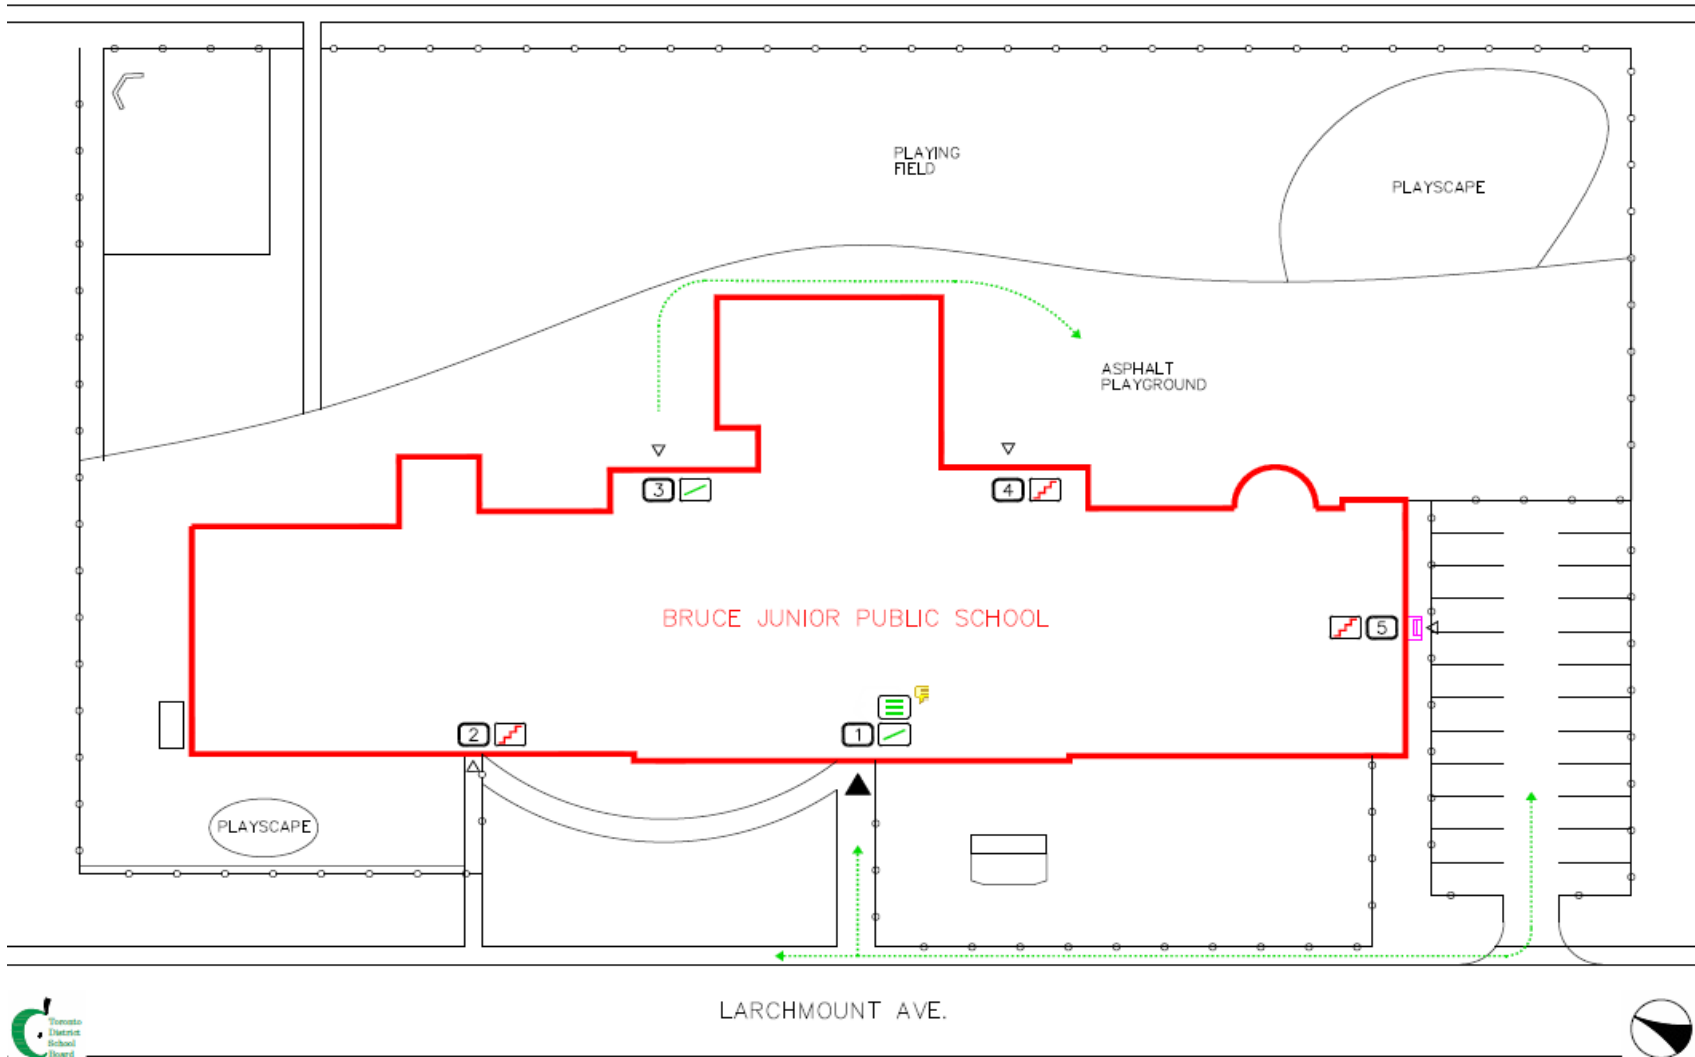 PLAYING
FIELD
PLAYSCAPE
ASPHALT
PLAYGROUND
3
4
BRUCE JUNIOR PUBLIC SCHOOL
5
2
1
PLAYSCAPE
LARCHMOUNT AVE.
Toronto
District
School
Board